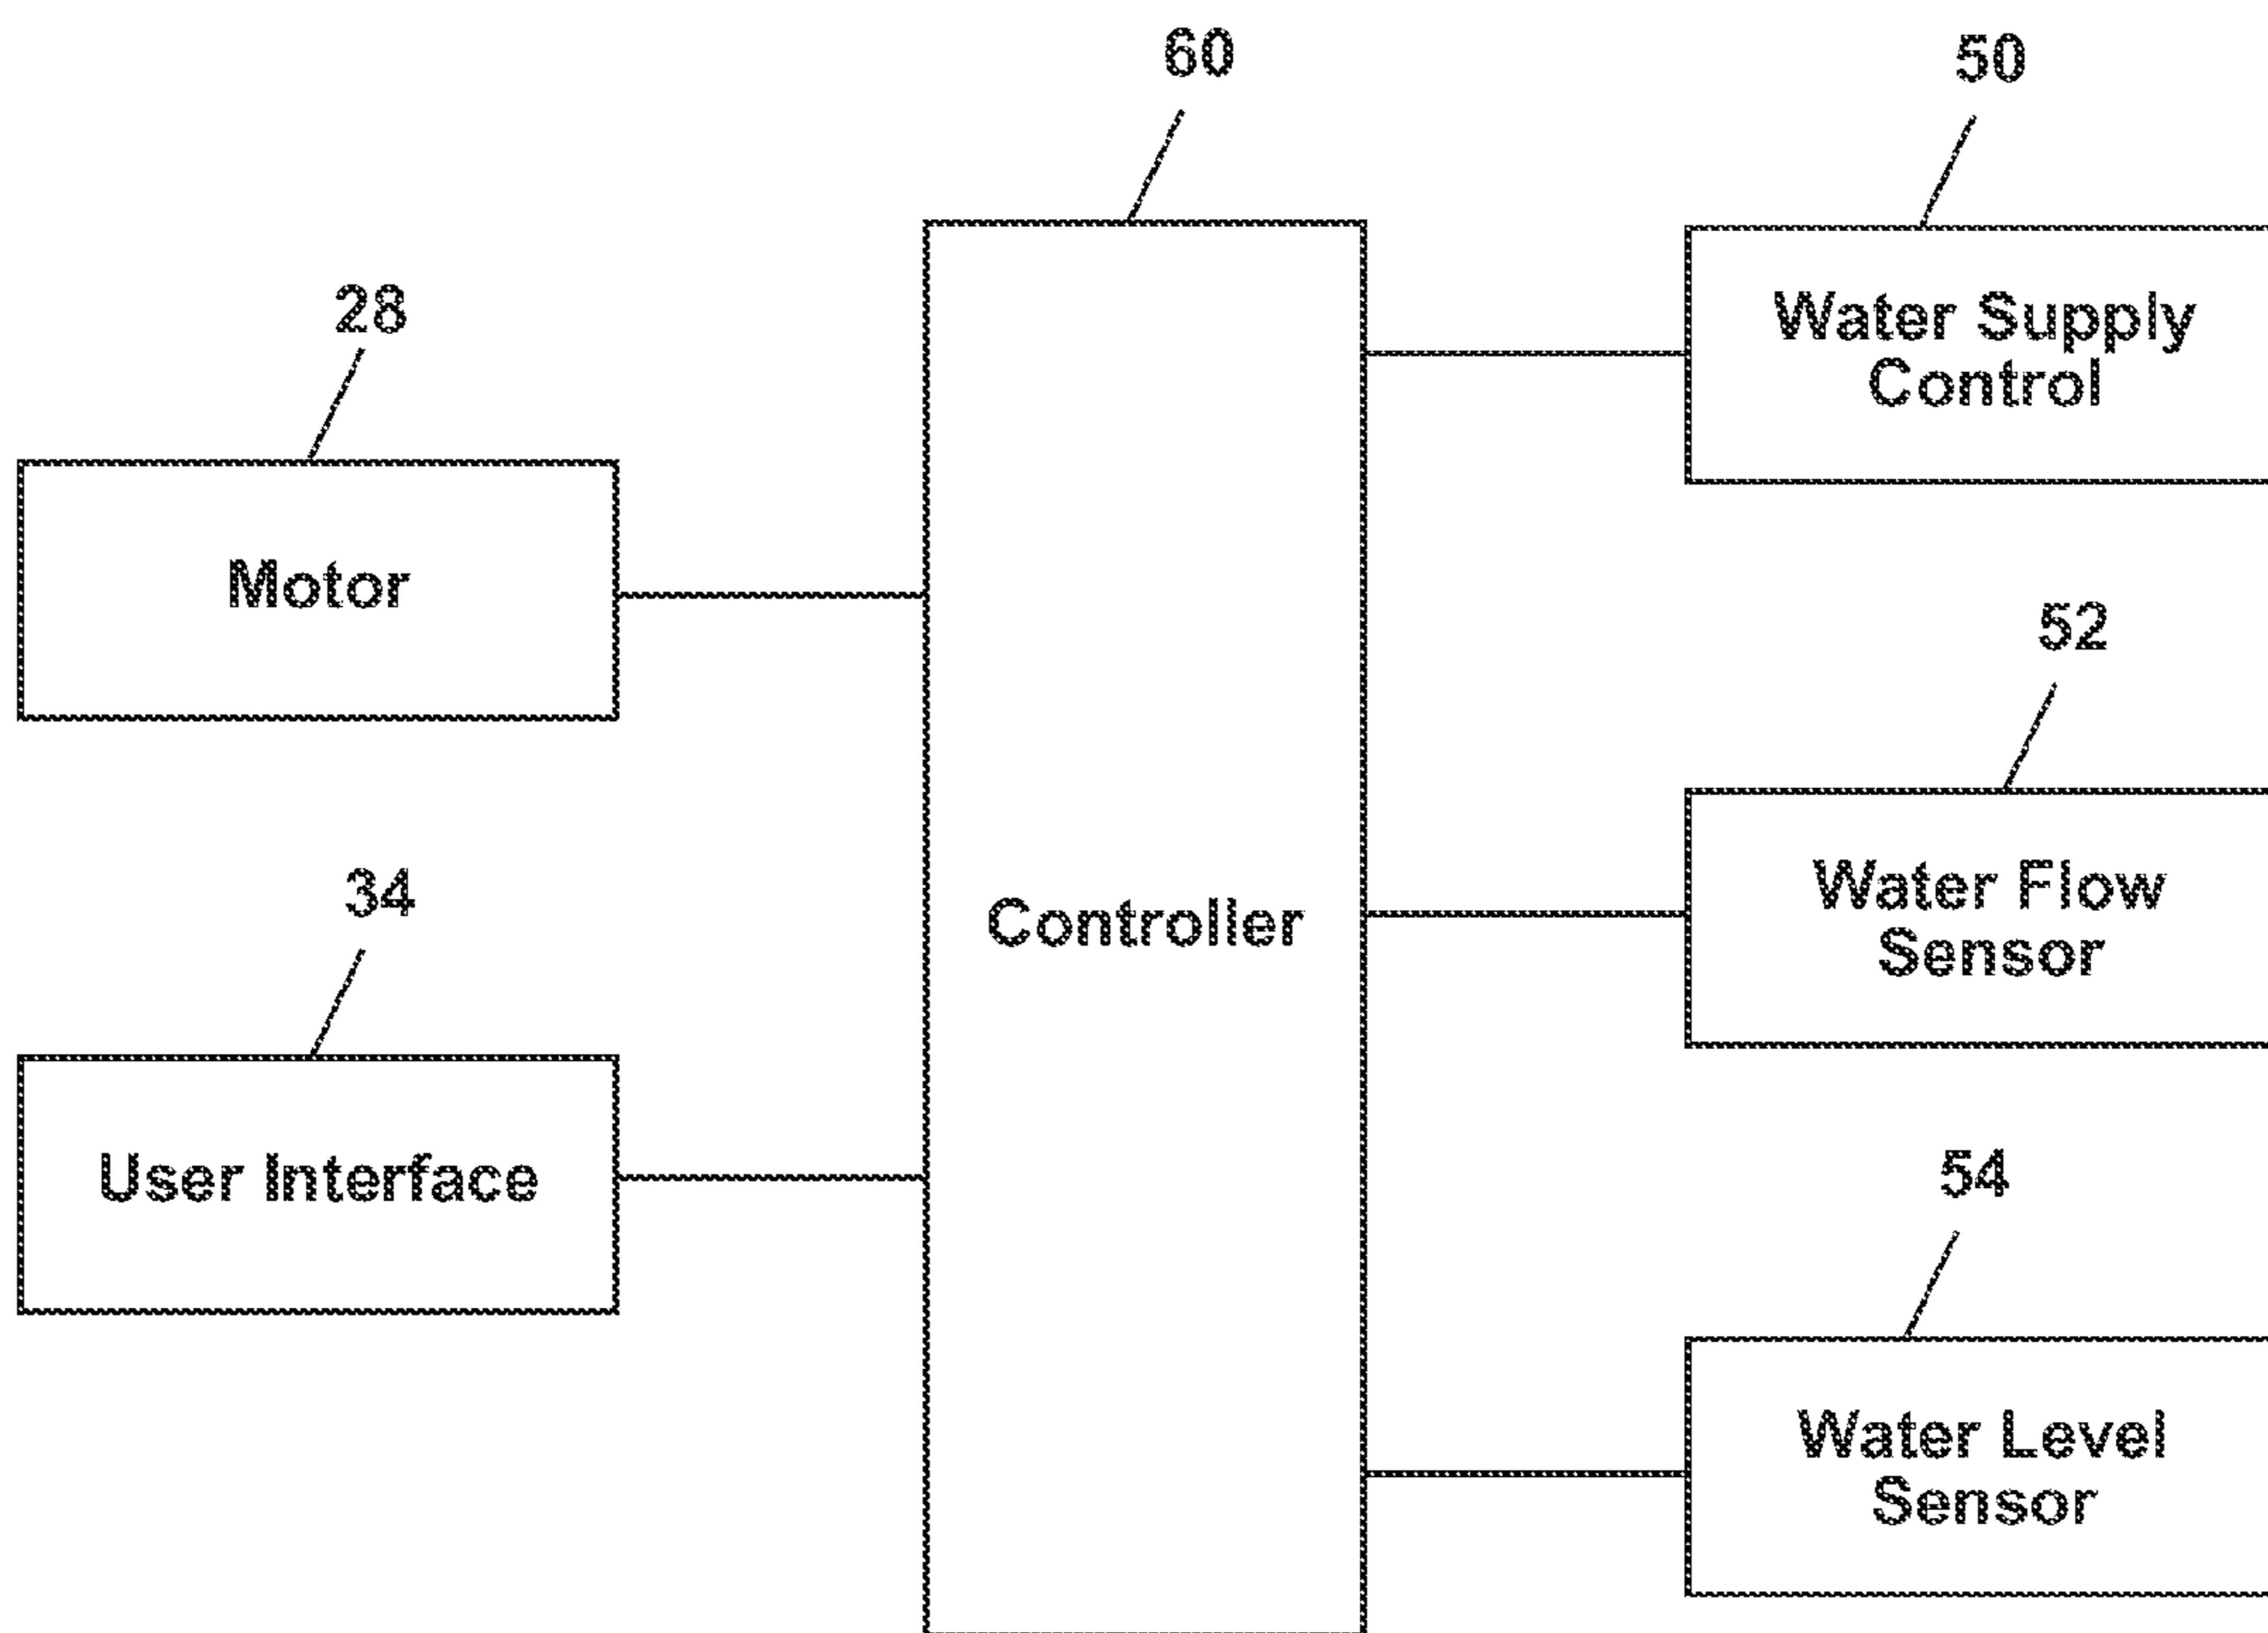 60
50
28
Water Supply
Control
Motor
52
34
Water Flow
Sensor
Controller
User Interface
54
Water Level
Sensor